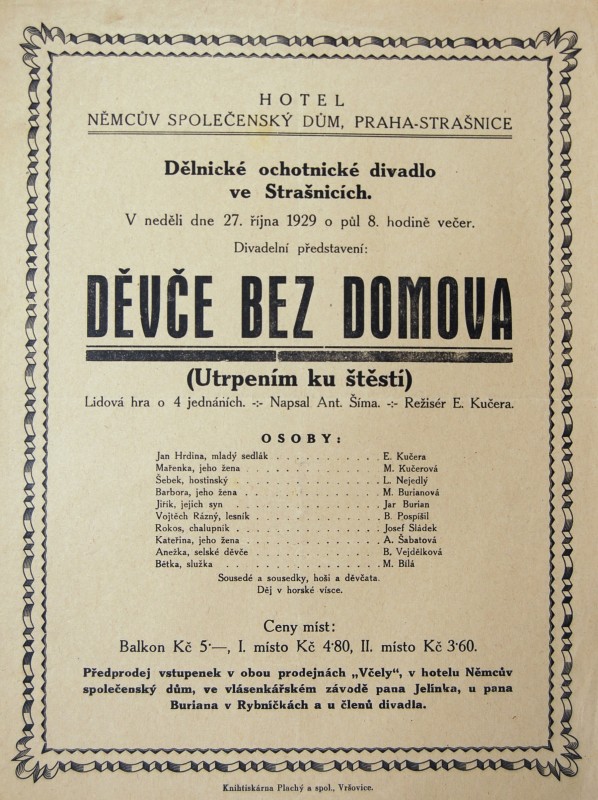 HOTEL
NĚMCŮV SPOLEČENSKÝ DŮM, PRAHA-STRAŠNICE
Dělnické ochotnické divadlo
ve Strašnicích.
V neděli dne 27. října 1929 o půl 8. hodině večer.
Divadelní představení:
DĚVČE BEZ DOMOVA
(Utrpením ku štěstí)
Lidová hra o 4 jednáních. -:- Napsal Ant. Šíma. -:- Režisér E. Kučera.
OSOBY:
Jan Hrdina, mladý sedlák . . . . . . . . . . . E. Kučera
Mařenka, jeho žena . . . . . . . . . . . . . M. Kučerová
Šebek, hostinský . . . . . . . . . . . . . . L. Nejedlý
Barbora, jeho žena . . . . . . . . . . . . . M. Burianová
Jiřík, jejich syn . . . . . . . . . . . . . . Jar Burian
Vojtěch Rázný, lesník . . . . . . . . . . . . B. Pospíšil
Rokos, chalupník . . . . . . . . . . . . . . Josef Sládek
Kateřina, jeho žena . . . . . . . . . . . . . A. Šabatová
Anežka, selské děvče . . . . . . . . . . . . B. Vejdělková
Bětka, služka . . . . . . . . . . . . . . . M. Bílá
Sousedé a sousedky, hoši a děvčata.
Děj v horské vísce.
Ceny míst:
Balkon Kč 5·—, I. místo Kč 4·80, II. místo Kč 3·60.
Předprodej vstupenek v obou prodejnách „Včely“, v hotelu Němcův
společenský dům, ve vlásenkářském závodě pana Jelínka, u pana
Buriana v Rybníčkách a u členů divadla.
Knihtiskárna Plachý a spol., Vršovice.